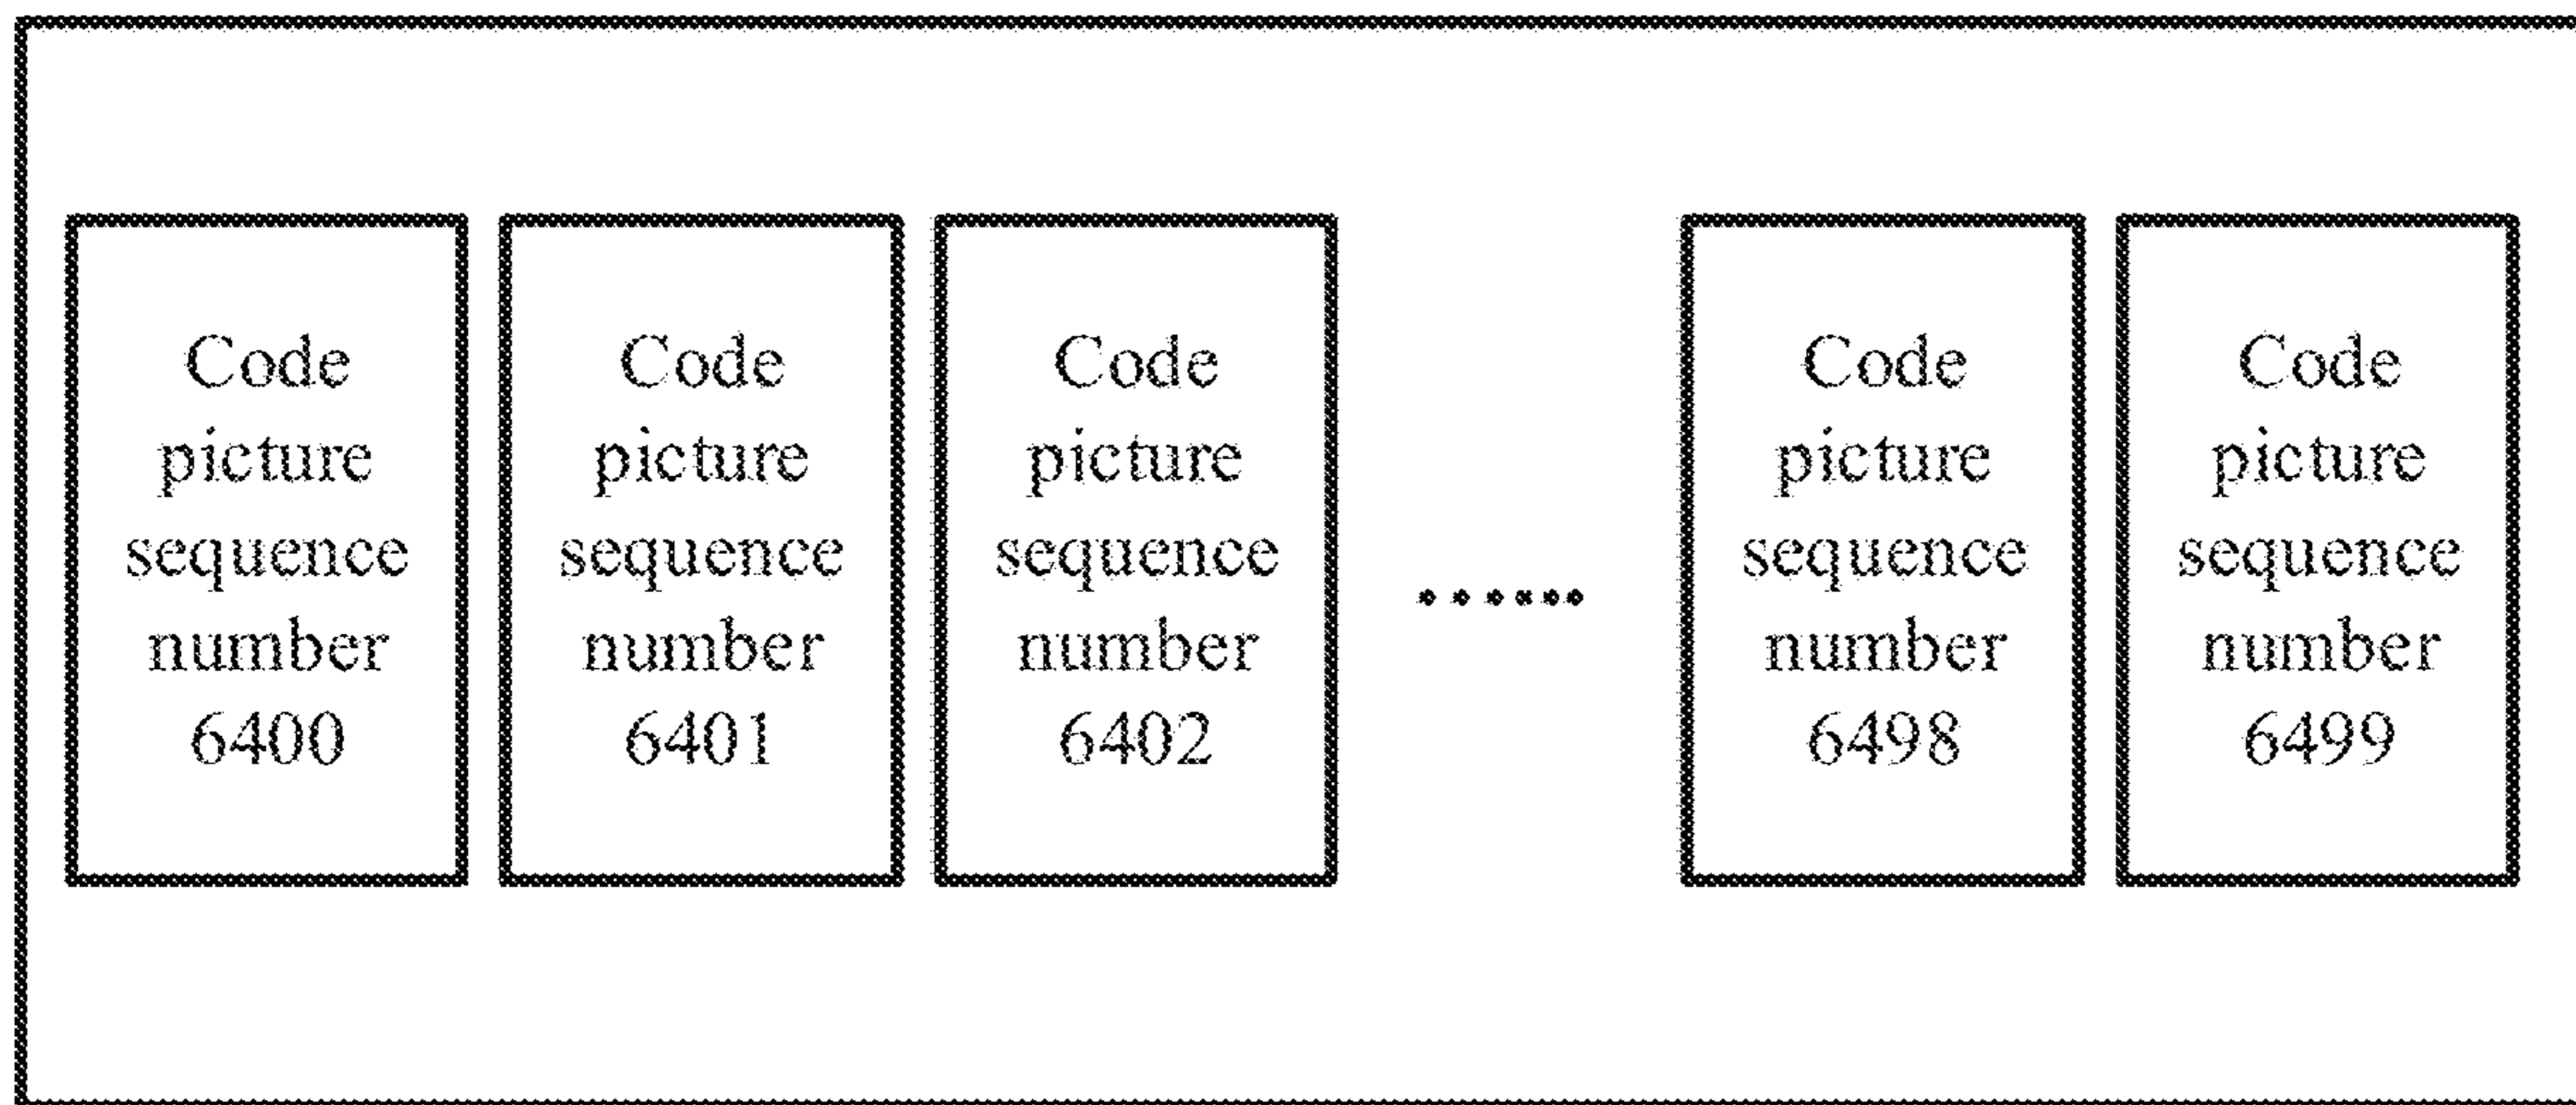 Code
picture
sequence
number
6400
Code
picture
sequence
number
6401
Code
picture
sequence
number
6402
......
Code
picture
sequence
number
6498
Code
picture
sequence
number
6499